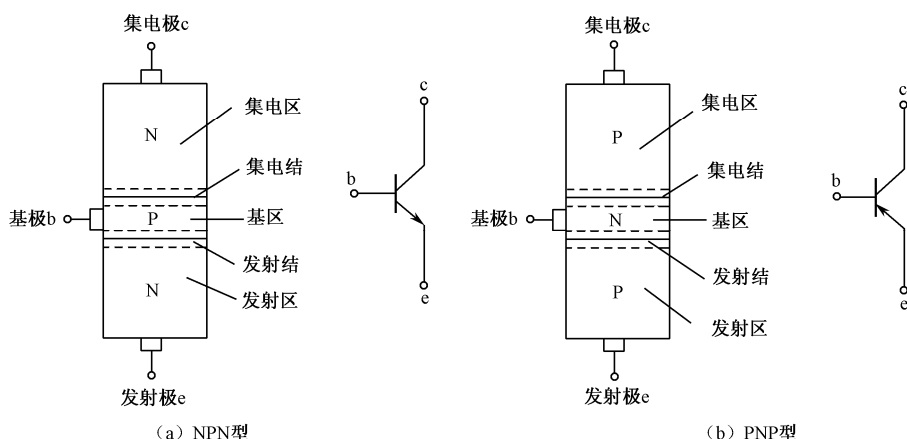 集电极c
c
集电区
N
集电结
b
基极b
P
基区
发射结
N
发射区
e
发射极e
(a) NPN型
集电极c
c
集电区
P
集电结
b
基极b
N
基区
发射结
P
发射区
e
发射极e
(b) PNP型